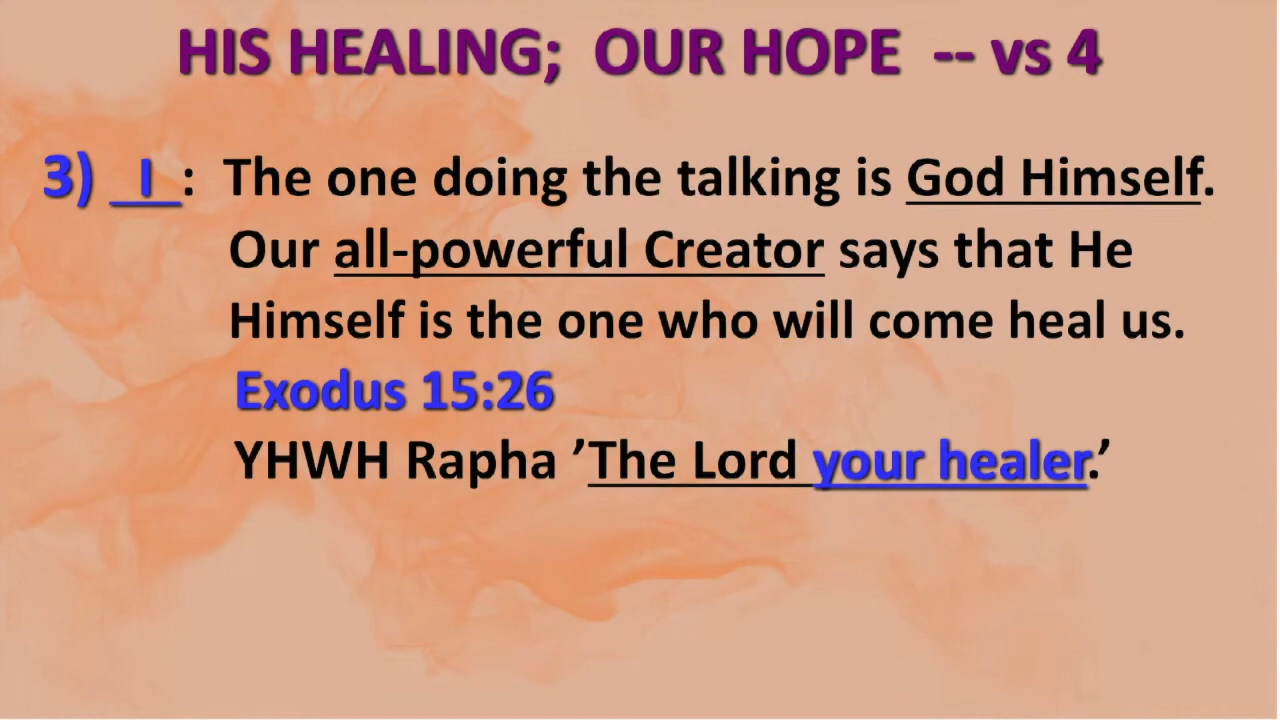 HIS HEALING; OUR HOPE -- vs 4
3) __I__: The one doing the talking is God Himself.
Our all-powerful Creator says that He
Himself is the one who will come heal us.
Exodus 15:26
YHWH Rapha ’The Lord your healer.’